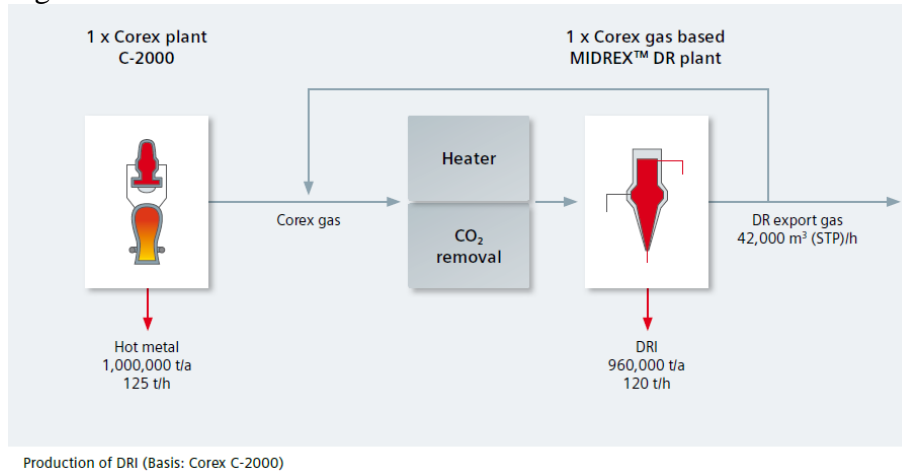 1 x Corex plant
C-2000
1 x Corex gas based
MIDREX™ DR plant
Heater
CO₂
removal
Corex gas
DR export gas
42,000 m³ (STP)/h
Hot metal
1,000,000 t/a
125 t/h
DRI
960,000 t/a
120 t/h
Production of DRI (Basis: Corex C-2000)